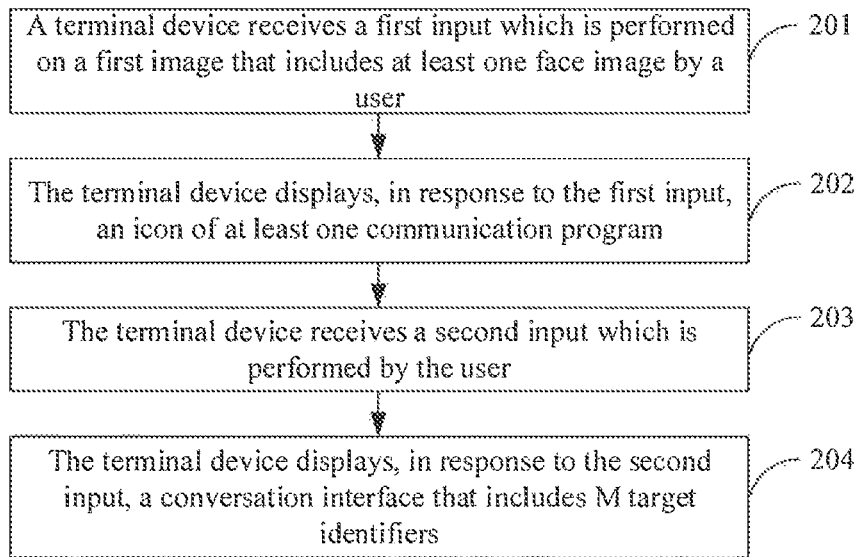 A terminal device receives a first input which is performed
on a first image that includes at least one face image by a
user
201
The terminal device displays, in response to the first input,
an icon of at least one communication program
202
The terminal device receives a second input which is
performed by the user
203
The terminal device displays, in response to the second
input, a conversation interface that includes M target
identifiers
204